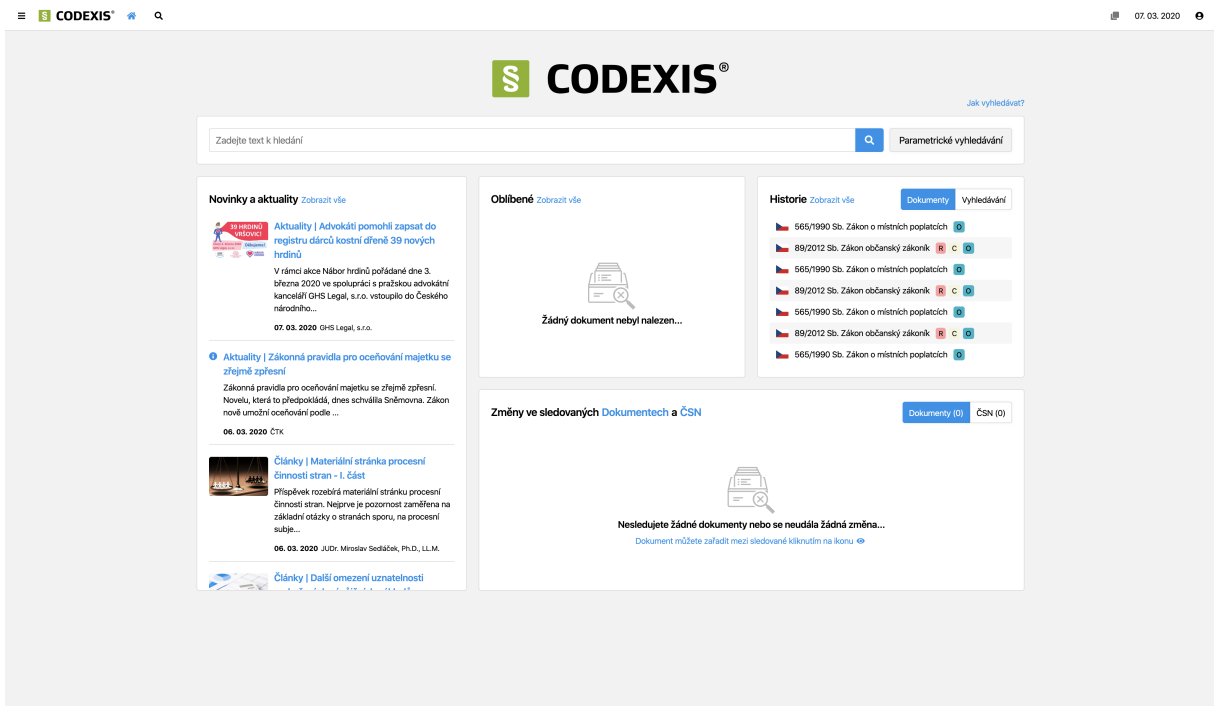 § CODEXIS®
07. 03. 2020
§ CODEXIS®
Jak vyhledávat?
Zadejte text k hledání
Parametrické vyhledávání
Novinky a aktuality Zobrazit vše
39 HRDINŮ
VRŠOVIC!
Děkujeme!
Aktuality | Advokáti pomohli zapsat do
registru dárců kostní dřeně 39 nových
hrdinů
V rámci akce Nábor hrdinů pořádané dne 3.
března 2020 ve spolupráci s pražskou advokátní
kanceláří GHS Legal, s.r.o. vstoupilo do Českého
národního...
07. 03. 2020 GHS Legal, s.r.o.
Aktuality | Zákonná pravidla pro oceňování majetku se
zřejmě zpřesní
Zákonná pravidla pro oceňování majetku se zřejmě zpřesní.
Novelu, která to předpokládá, dnes schválila Sněmovna. Zákon
nově umožní oceňování podle ...
06. 03. 2020 ČTK
Články | Materiální stránka procesní
činnosti stran - I. část
Příspěvek rozebírá materiální stránku procesní
činnosti stran. Nejprve je pozornost zaměřena na
základní otázky o stranách sporu, na procesní
subje...
06. 03. 2020 JUDr. Miroslav Sedláček, Ph.D., LL.M.
Články | Další omezení uznatelnosti
Oblíbené Zobrazit vše
Žádný dokument nebyl nalezen...
Historie Zobrazit vše
Dokumenty Vyhledávání
565/1990 Sb. Zákon o místních poplatcích O
89/2012 Sb. Zákon občanský zákoník R C O
565/1990 Sb. Zákon o místních poplatcích O
89/2012 Sb. Zákon občanský zákoník R C O
565/1990 Sb. Zákon o místních poplatcích O
89/2012 Sb. Zákon občanský zákoník R C O
565/1990 Sb. Zákon o místních poplatcích O
Změny ve sledovaných Dokumentech a ČSN
Dokumenty (0) ČSN (0)
Nesledujete žádné dokumenty nebo se neudála žádná změna...
Dokument můžete zařadit mezi sledované kliknutím na ikonu